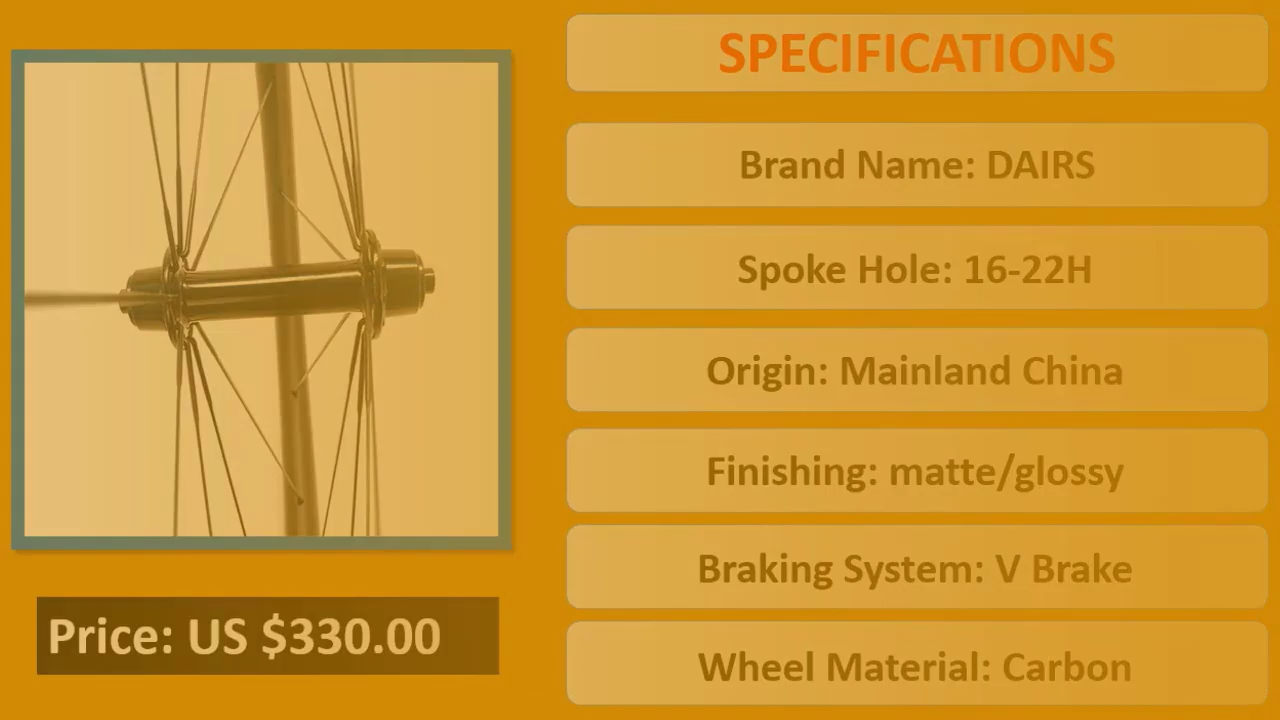 SPECIFICATIONS
Brand Name: DAIRS
Spoke Hole: 16-22H
Origin: Mainland China
Finishing: matte/glossy
Braking System: V Brake
Wheel Material: Carbon
Price: US $330.00